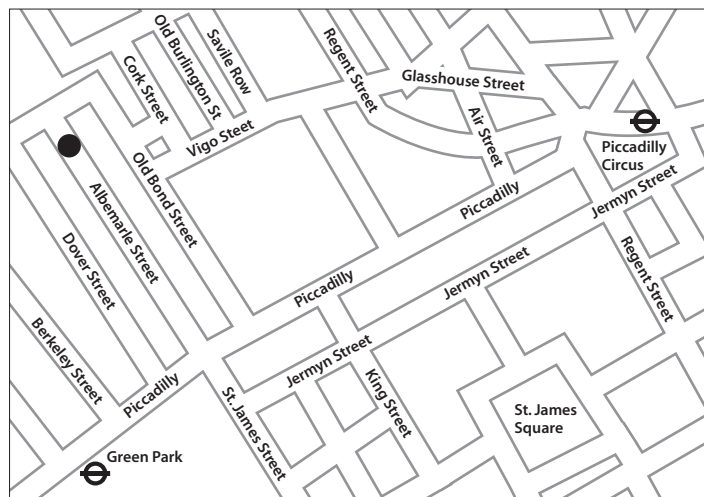 Old Burlington St
Savile Row
Cork Street
Regent Street
Glasshouse Street
Air Street
Vigo Steet
Piccadilly
Circus
Old Bond Street
Albemarle Street
Dover Street
Berkeley Street
Piccadilly
Jermyn Street
Piccadilly
Jermyn Street
Regent Street
Jermyn Street
Piccadilly
St. James Street
King Street
St. James
Square
Green Park